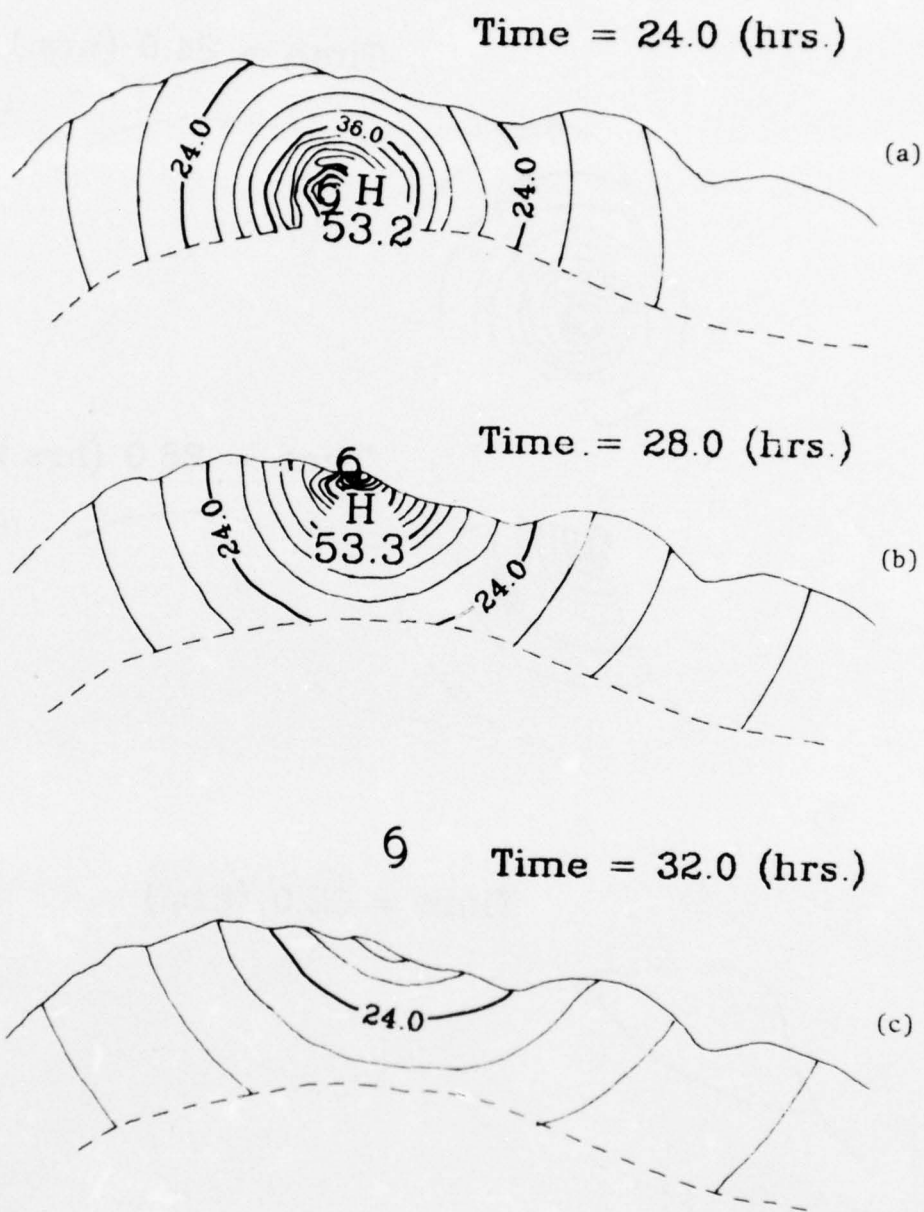 Time = 24.0 (hrs.)
(a)
24.0
36.0
24.0
H
53.2
Time = 28.0 (hrs.)
(b)
24.0
H
53.3
24.0
Time = 32.0 (hrs.)
(c)
24.0